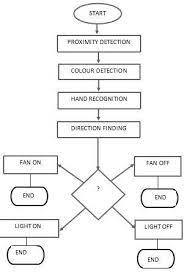 START
PROXIMITY DETECTION
COLOUR DETECTION
HAND RECOGNITION
DIRECTION FINDING
FAN ON
FAN OFF
?
END
END
LIGHT ON
LIGHT OFF
END
END